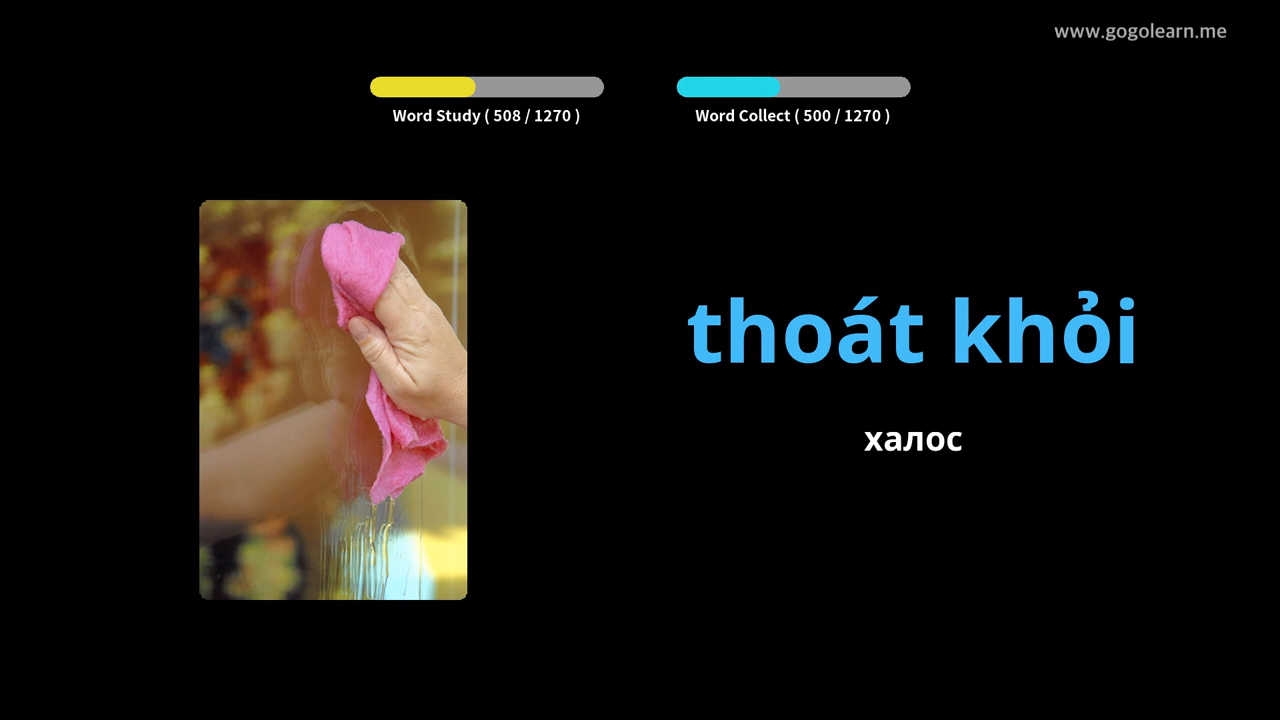 www.gogolearn.me
Word Study ( 508 / 1270 )
Word Collect ( 500 / 1270 )
thoát khỏi
халос